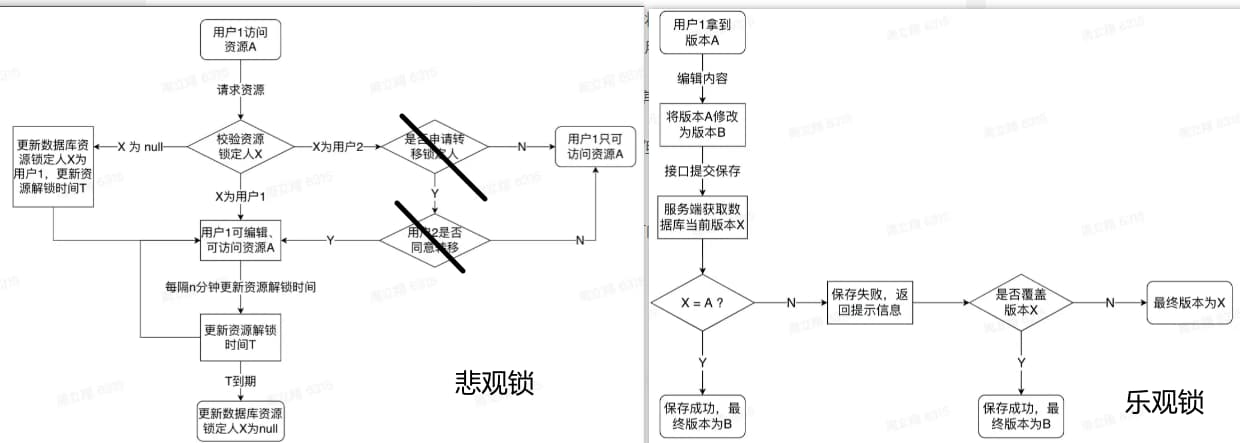 用户1访问
资源A
请求资源
校验资源
锁定人X
X 为 null
更新数据库资
源锁定人X为
用户1，更新资
源解锁时间T
X为用户2
是否申请转
移锁定人
N
用户1只可
访问资源A
Y
用户2是否
同意转移
N
Y
X为用户1
用户1可编辑、
可访问资源A
每隔n分钟更新资源解锁时间
更新资源解锁
时间T
T到期
更新数据库资源
锁定人X为null
悲观锁
用户1拿到
版本A
编辑内容
将版本A修改
为版本B
接口提交保存
服务端获取数
据库当前版本X
X = A ?
N
保存失败，返
回提示信息
是否覆盖
版本X
N
最终版本为X
Y
保存成功，最
终版本为B
Y
保存成功，最
终版本为B
乐观锁